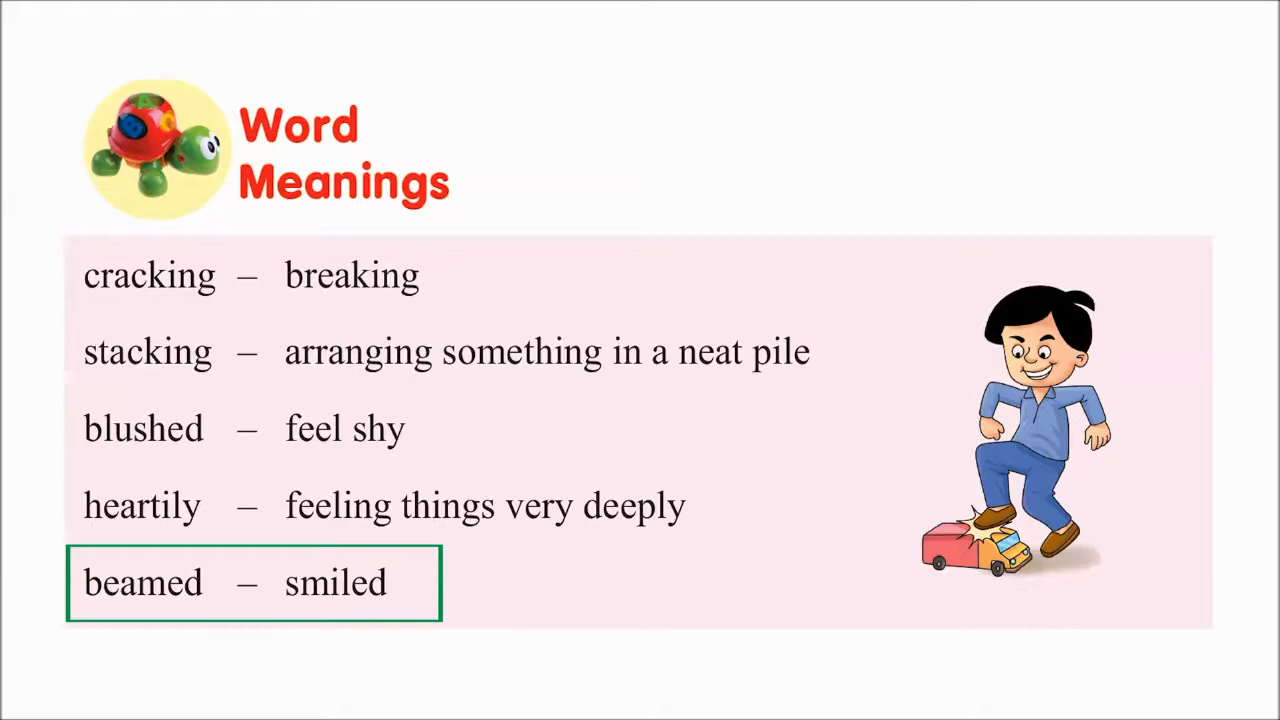 Word
Meanings
cracking – breaking
stacking – arranging something in a neat pile
blushed – feel shy
heartily – feeling things very deeply
beamed – smiled